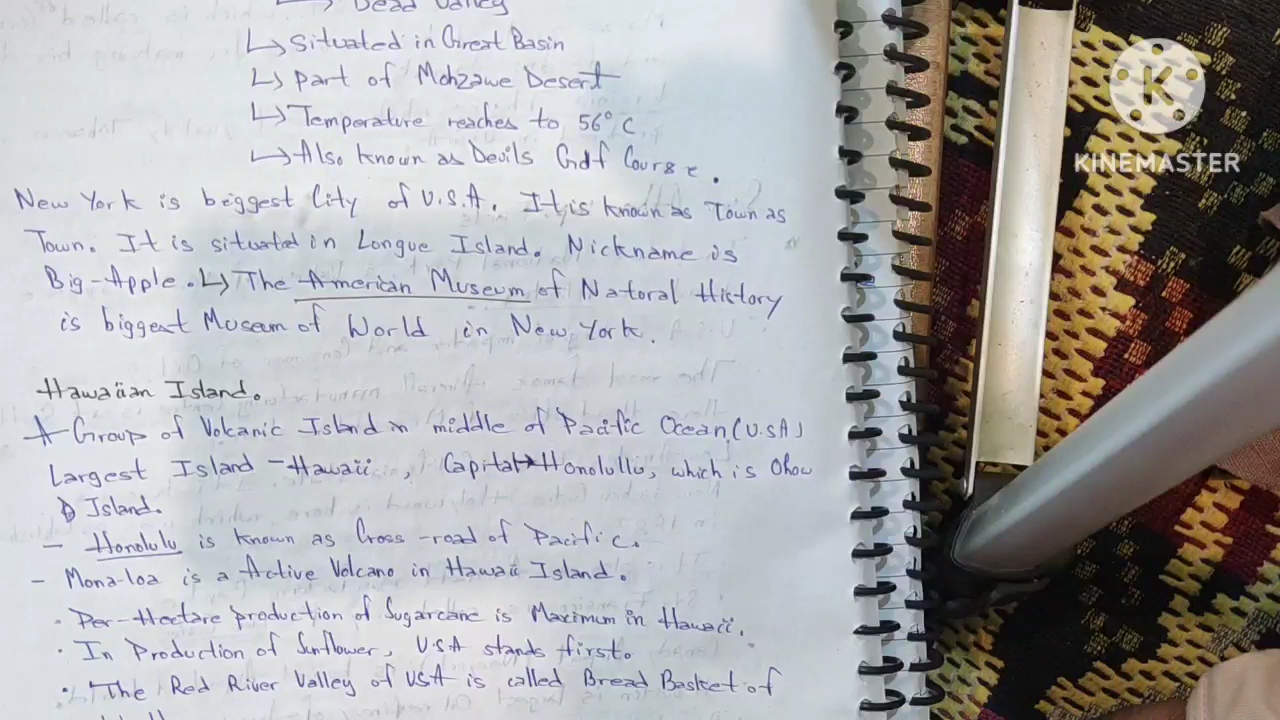 Dead Valley
↳ Situated in Great Basin
↳ part of Mohzawe Desert
↳ Temperature reaches to 56° C
↳ Also known as Devils Golf Course.
New York is biggest City of U.S.A. It is known as Town as
Town. It is situated in Longue Island. Nickname is
Big-Apple. ↳ The American Museum of Natoral History
is biggest Museum of World in New York.
Hawaiian Island.
A Group of Volcanic Island in middle of Pacific Ocean (U.S.A)
Largest Island - Hawaii, Capital → Honolullu, which is Ohou
Island.
- Honolulu is known as Cross-road of Pacific.
- Mona-loa is a Active Volcano in Hawaii Island.
· Per-Hectare production of Sugarcane is Maximum in Hawaii.
· In Production of Sunflower, U.S.A stands first.
· The Red River Valley of USA is called Bread Basket of
K
KINEMASTER